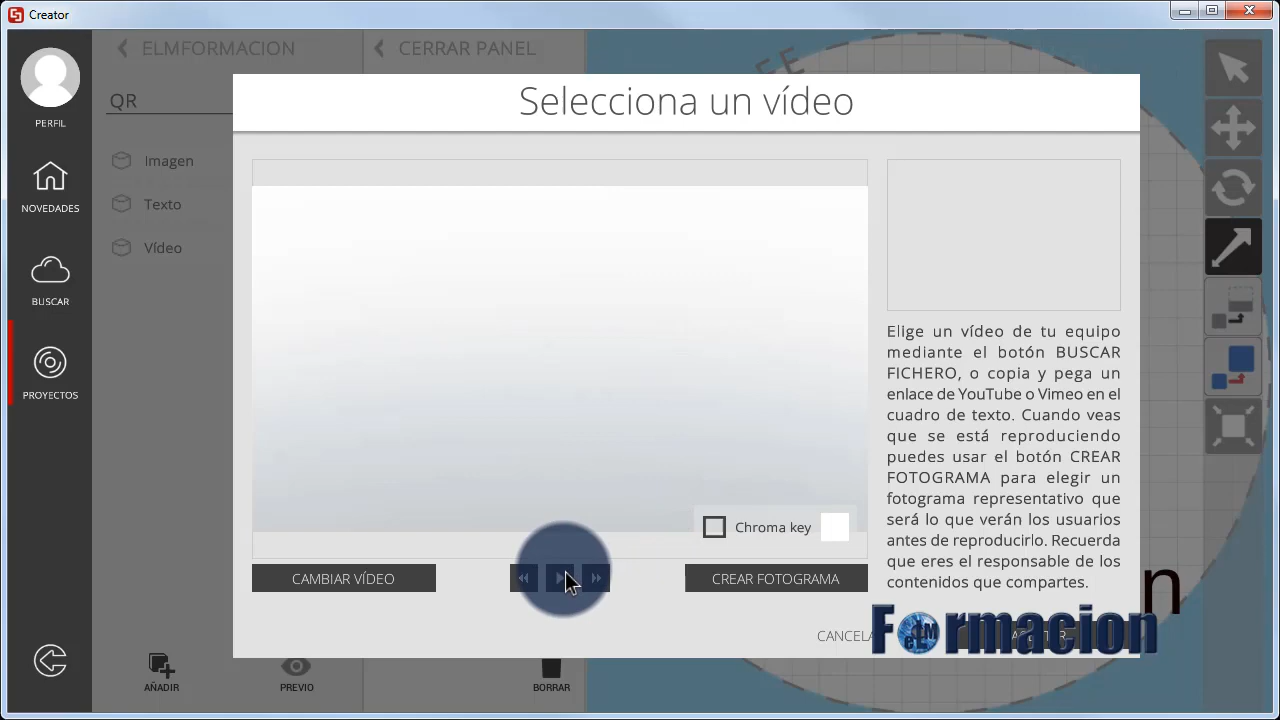 Creator
ELMFORMACION
CERRAR PANEL
QR
PERFIL
NOVEDADES
BUSCAR
PROYECTOS
Imagen
Texto
Vídeo
Selecciona un vídeo
Chroma key
CAMBIAR VÍDEO
CREAR FOTOGRAMA
Elige un vídeo de tu equipo
mediante el botón BUSCAR
FICHERO, o copia y pega un
enlace de YouTube o Vimeo en el
cuadro de texto. Cuando veas
que se está reproduciendo
puedes usar el botón CREAR
FOTOGRAMA para elegir un
fotograma representativo que
será lo que verán los usuarios
antes de reproducirlo. Recuerda
que eres el responsable de los
contenidos que compartes.
CANCELA
Formacion
AÑADIR
PREVIO
BORRAR